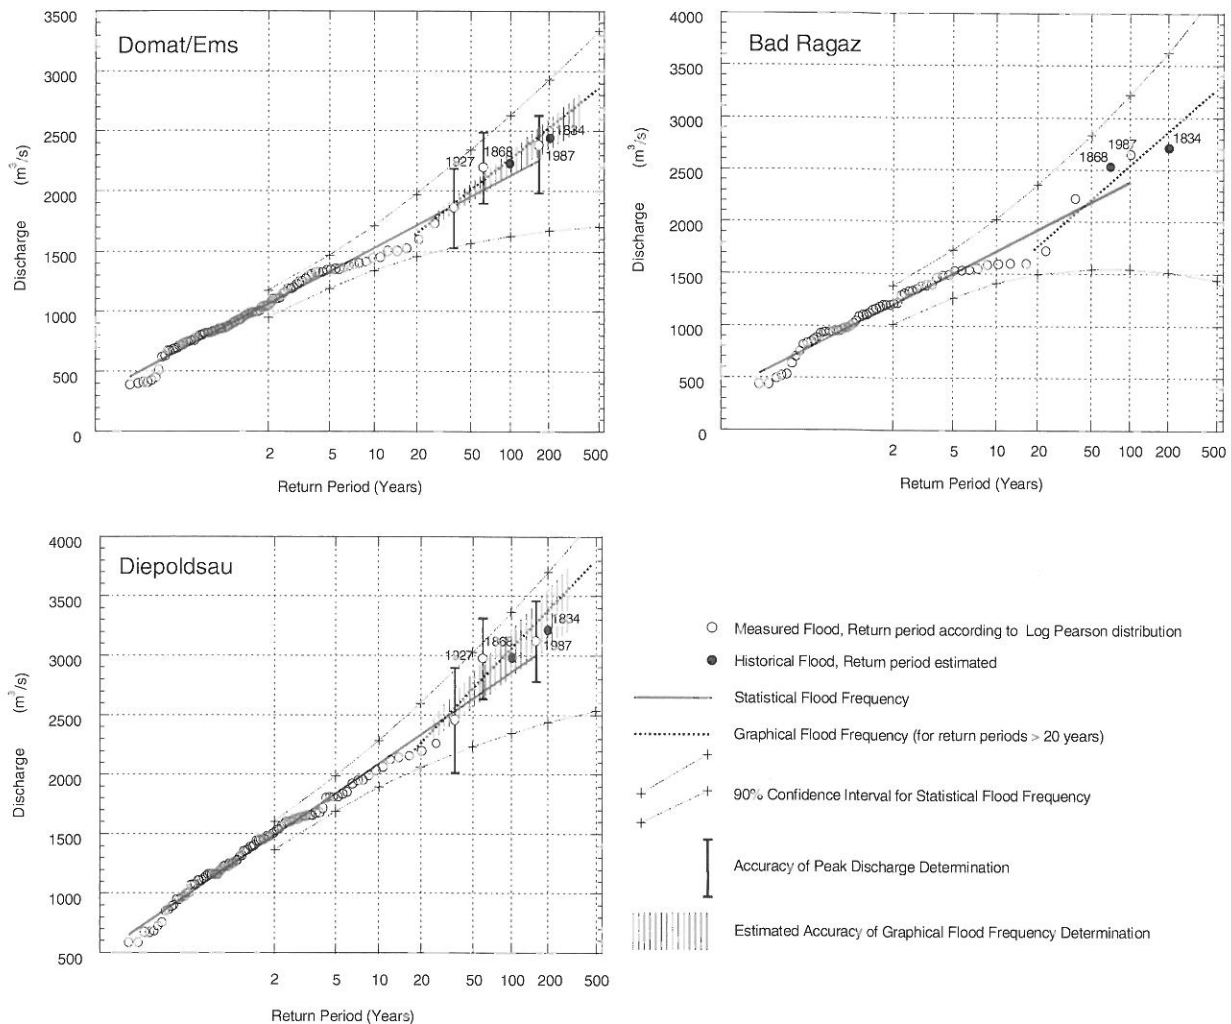 Domat/Ems
3500
3000
2500
2000
1500
1000
500
0
Discharge (m³/s)
1927
1868
1834
1987
2 5 10 20 50 100 200 500
Return Period (Years)
Bad Ragaz
4000
3500
3000
2500
2000
1500
1000
500
0
Discharge (m³/s)
1868
1987
1834
2 5 10 20 50 100 200 500
Return Period (Years)
Diepoldsau
4000
3500
3000
2500
2000
1500
1000
500
Discharge (m³/s)
1927
1868
1834
1987
2 5 10 20 50 100 200 500
Return Period (Years)
Measured Flood, Return period according to Log Pearson distribution
Historical Flood, Return period estimated
Statistical Flood Frequency
Graphical Flood Frequency (for return periods > 20 years)
90% Confidence Interval for Statistical Flood Frequency
Accuracy of Peak Discharge Determination
Estimated Accuracy of Graphical Flood Frequency Determination